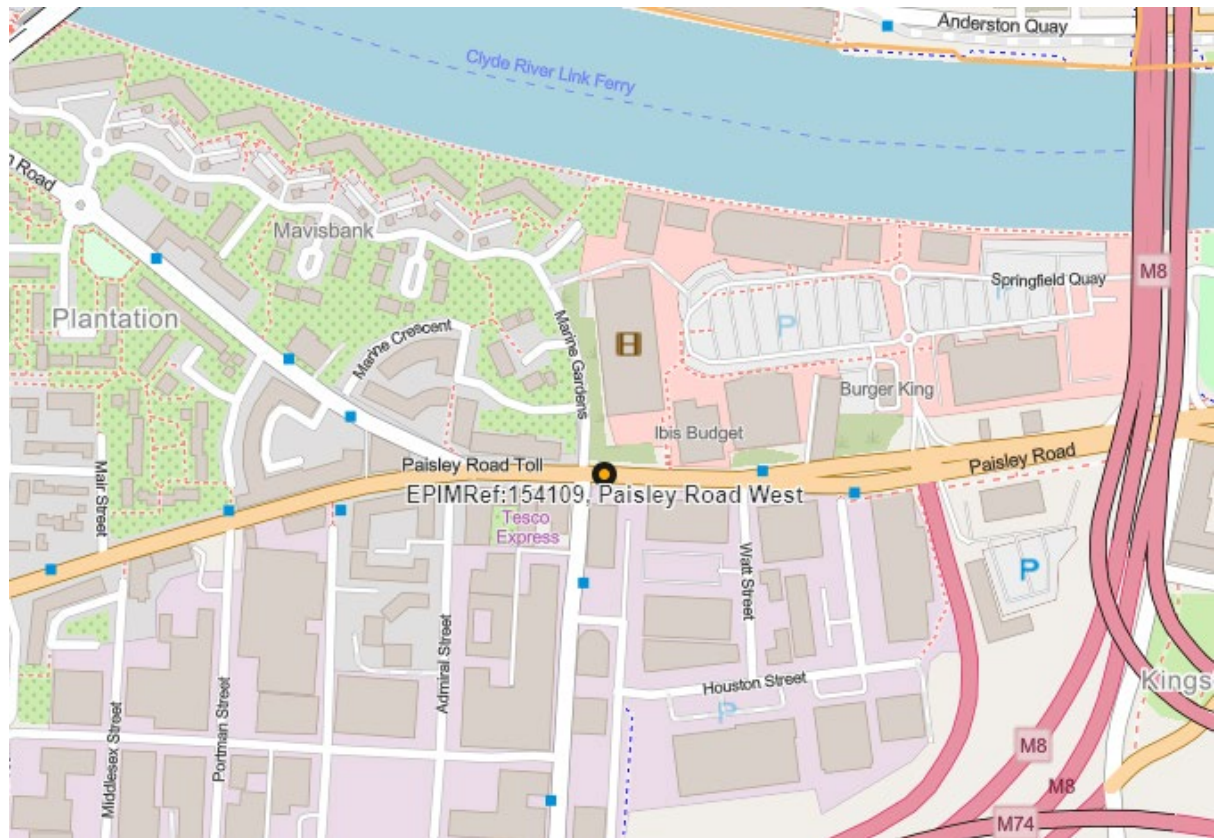 Anderston Quay
Clyde River Link Ferry
n Road
Mavisbank
M8
Springfield Quay
P
Plantation
Marine Crescent
Marine Gardens
P
Burger King
Ibis Budget
Paisley Road Toll
Paisley Road
EPIMRef:154109, Paisley Road West
Mair Street
Tesco
Express
Watt Street
P
Admiral Street
Portman Street
Middlesex Street
Houston Street
P
Kings
M8
M8
M74